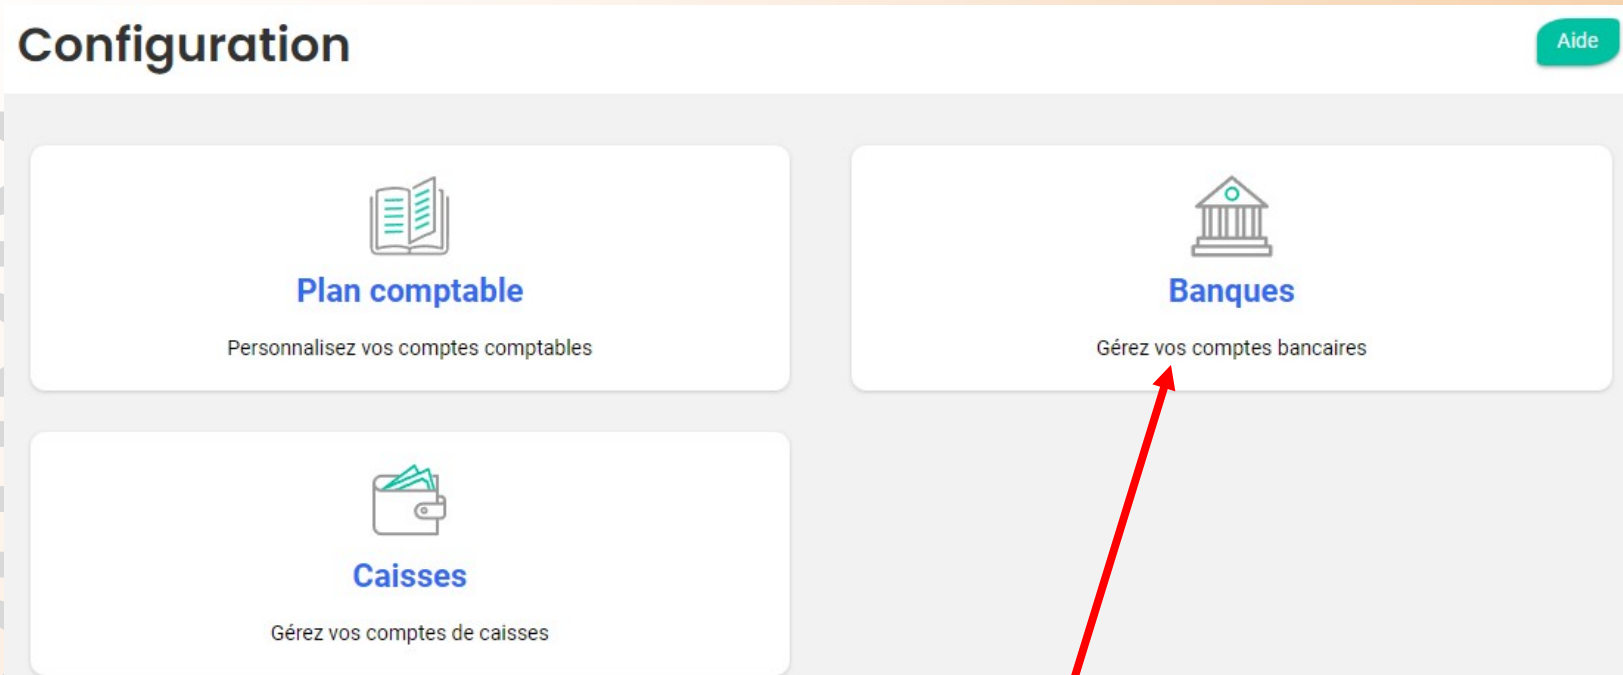 Configuration
Aide
Plan comptable
Personnalisez vos comptes comptables
Banques
Gérez vos comptes bancaires
Caisses
Gérez vos comptes de caisses